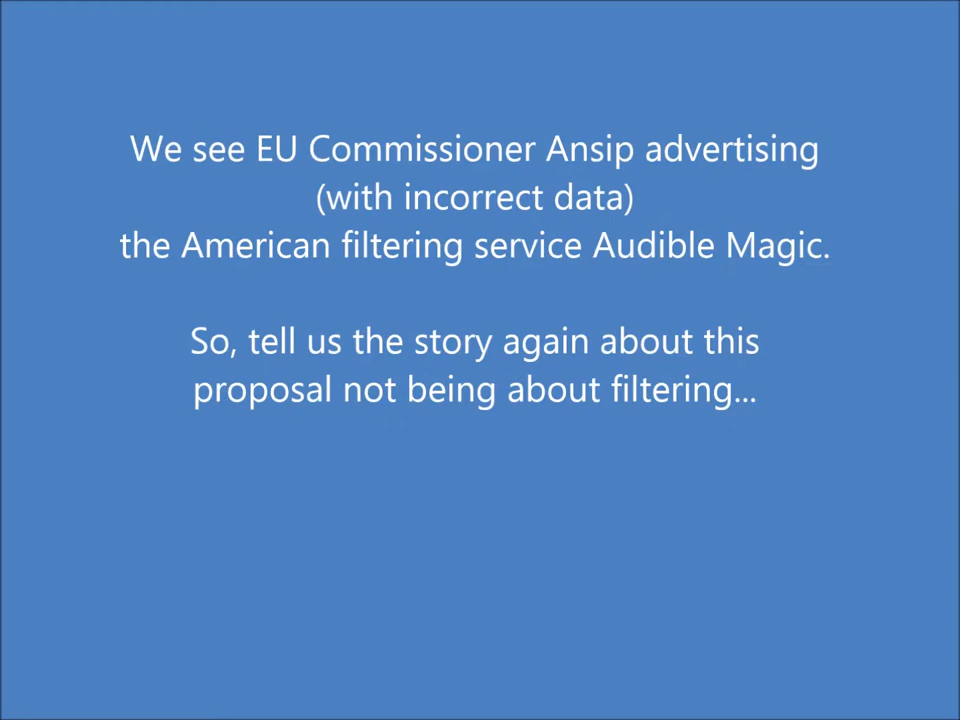 We see EU Commissioner Ansip advertising
(with incorrect data)
the American filtering service Audible Magic.
So, tell us the story again about this
proposal not being about filtering...